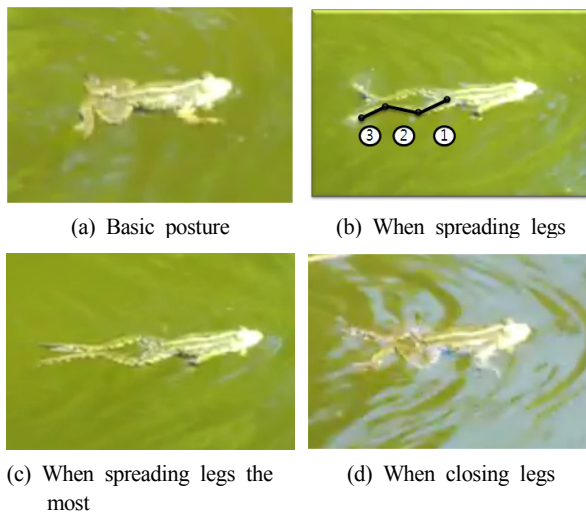 (a) Basic posture
(b) When spreading legs
③ ② ①
(c) When spreading legs the
most
(d) When closing legs